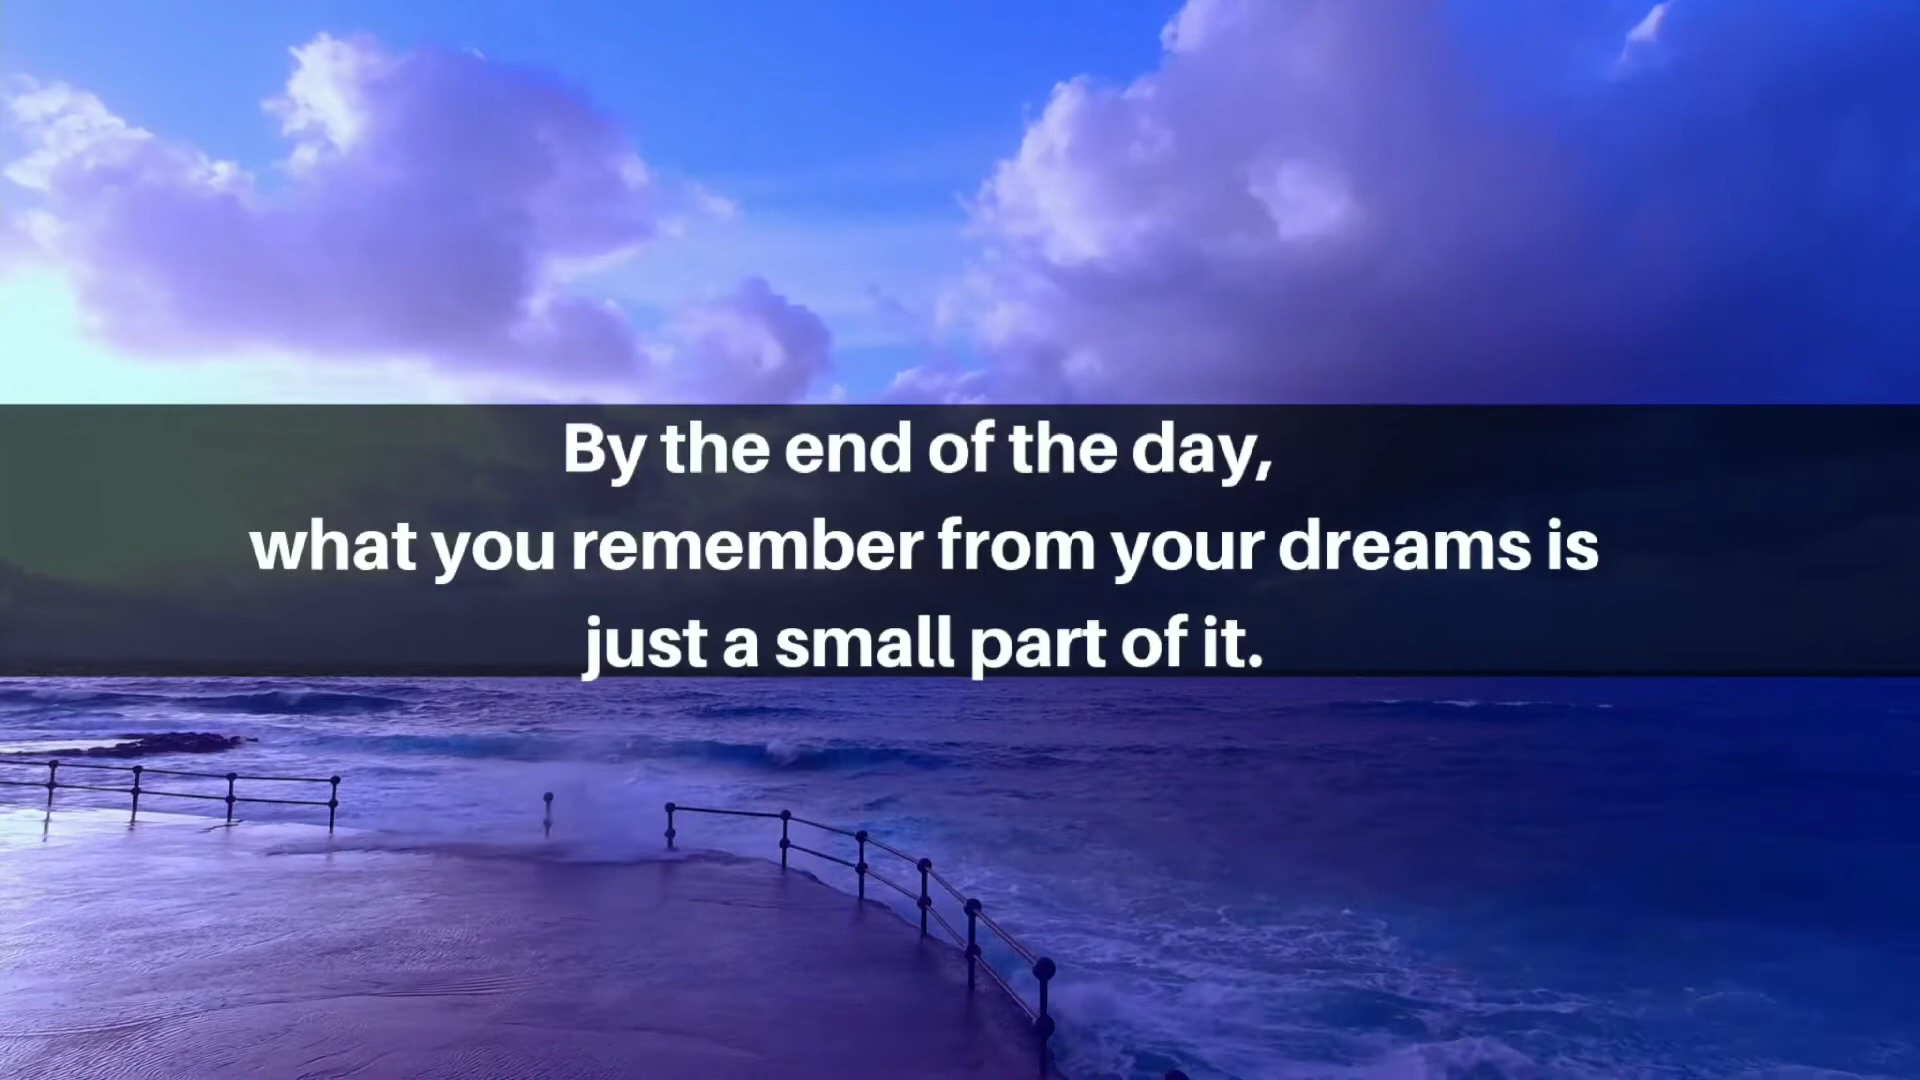 By the end of the day,
what you remember from your dreams is
just a small part of it.